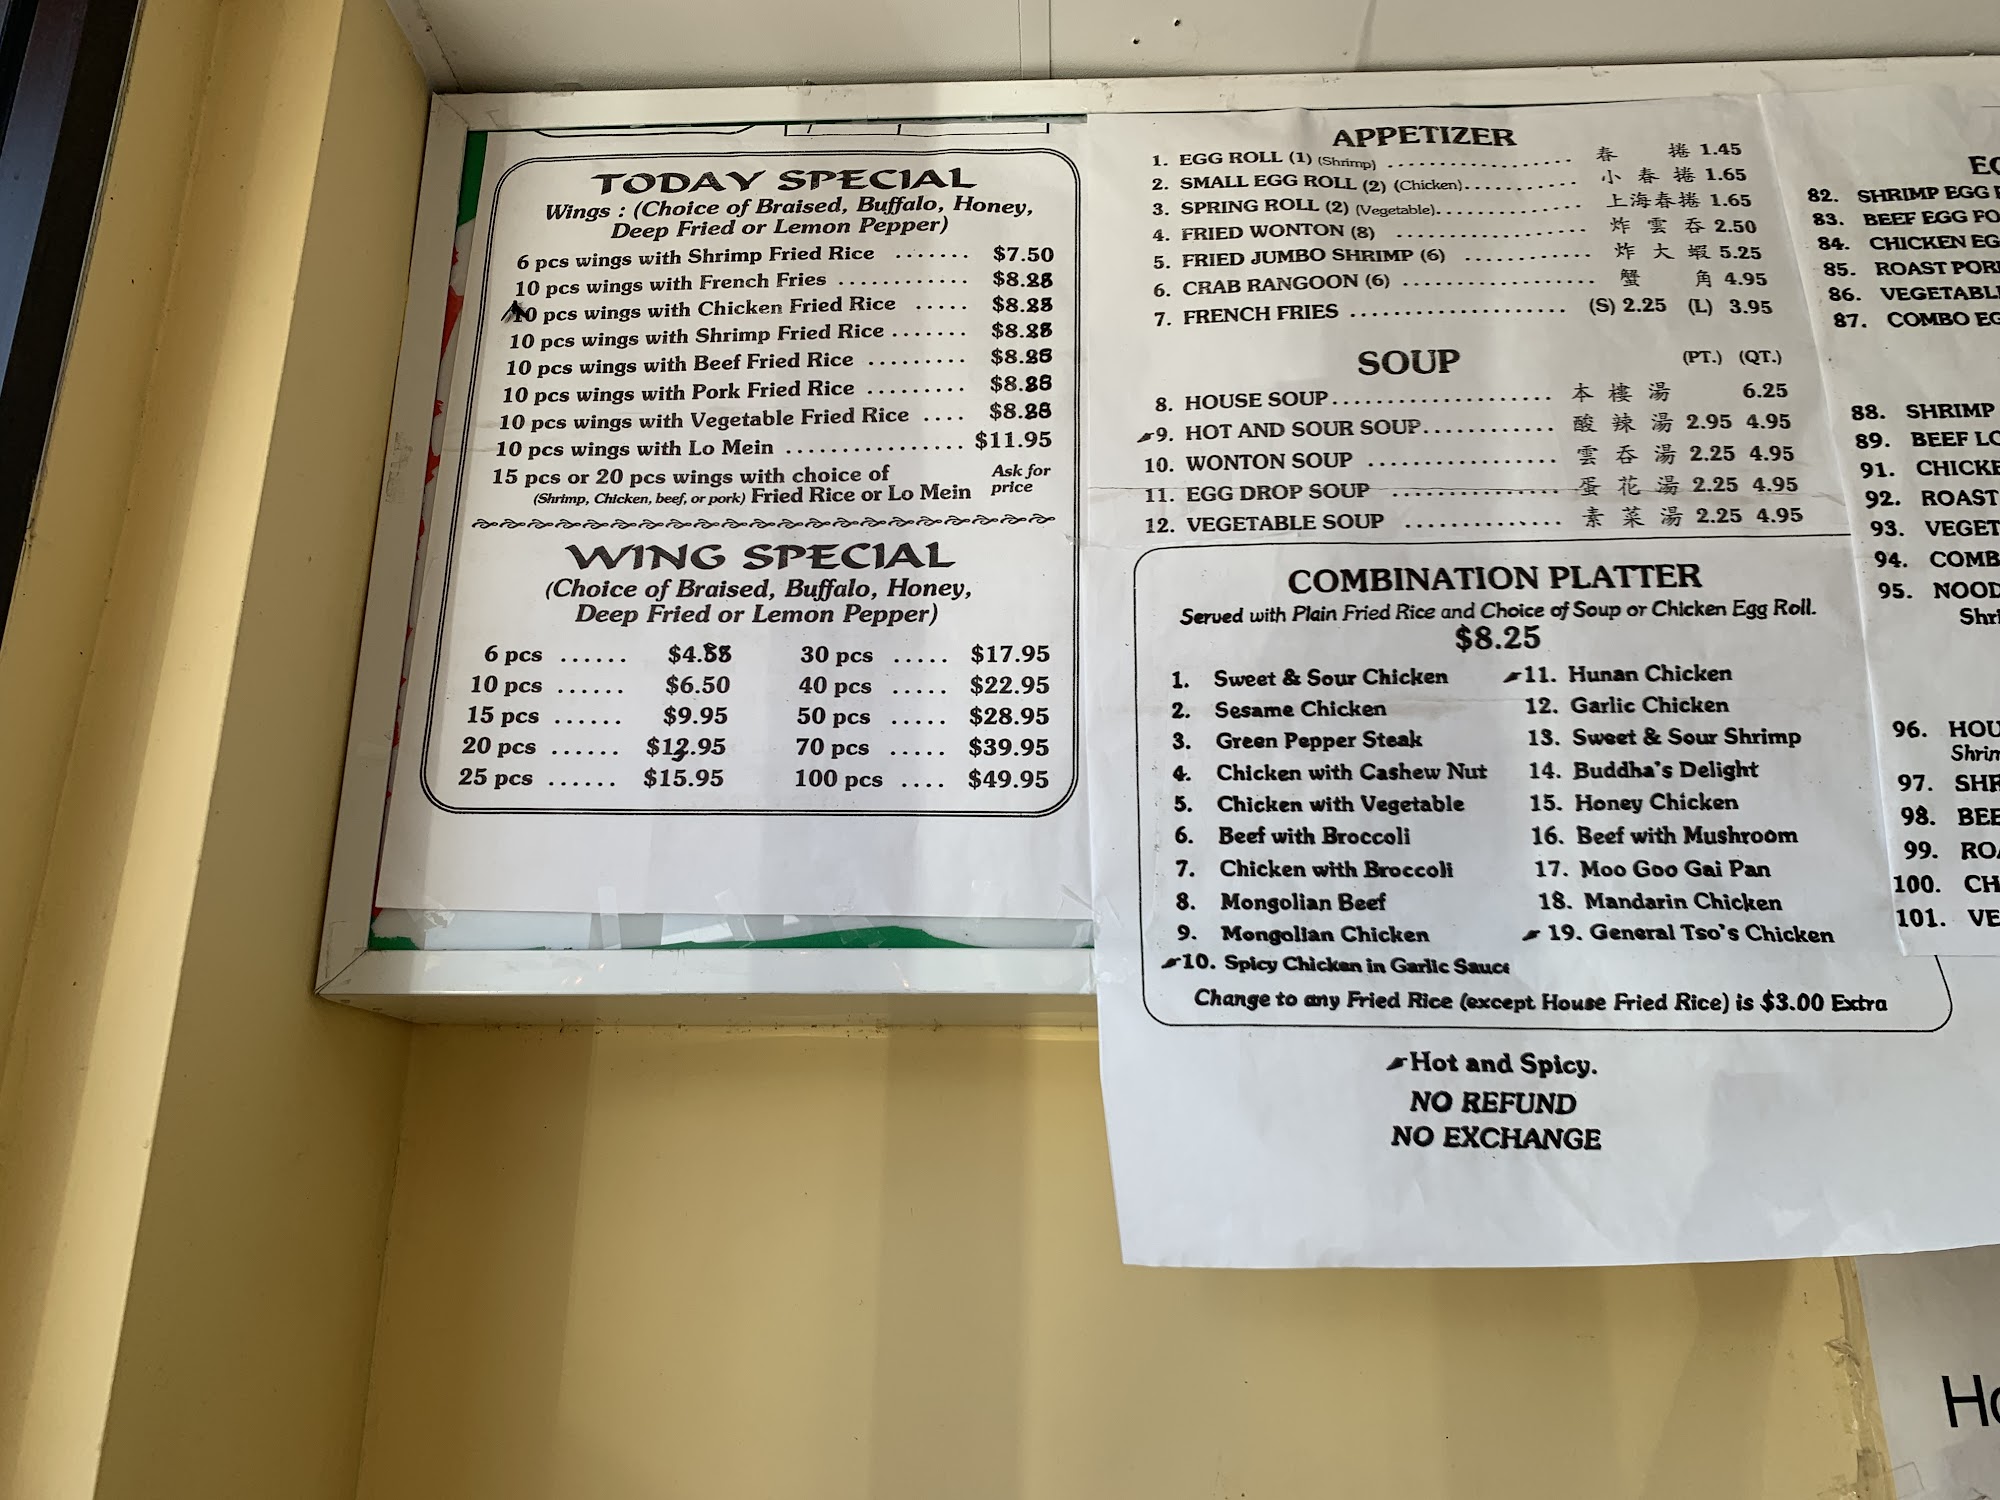 TODAY SPECIAL
Wings : (Choice of Braised, Buffalo, Honey,
Deep Fried or Lemon Pepper)
6 pcs wings with Shrimp Fried Rice ....... $7.50
10 pcs wings with French Fries ............
10 pcs wings with Chicken Fried Rice .....
10 pcs wings with Shrimp Fried Rice .......
10 pcs wings with Beef Fried Rice .........
10 pcs wings with Pork Fried Rice .........
10 pcs wings with Vegetable Fried Rice ....
10 pcs wings with Lo Mein ................ $11.95
15 pcs or 20 pcs wings with choice of Ask for
(Shrimp, Chicken, beef, or pork) Fried Rice or Lo Mein price
WING SPECIAL
(Choice of Braised, Buffalo, Honey,
Deep Fried or Lemon Pepper)
6 pcs ...... 30 pcs ..... $17.95
10 pcs ...... $6.50 40 pcs ..... $22.95
15 pcs ...... $9.95 50 pcs ..... $28.95
20 pcs ...... 70 pcs ..... $39.95
25 pcs ...... $15.95 100 pcs .... $49.95
APPETIZER
1. EGG ROLL (1) (Shrimp) .................. 春 捲 1.45
2. SMALL EGG ROLL (2) (Chicken)........... 小 春 捲 1.65
3. SPRING ROLL (2) (Vegetable)............. 上海春捲 1.65
4. FRIED WONTON (8) .................. 炸 雲 吞 2.50
5. FRIED JUMBO SHRIMP (6) ............ 炸 大 蝦 5.25
6. CRAB RANGOON (6) .................. 蟹 角 4.95
7. FRENCH FRIES .................... (S) 2.25 (L) 3.95
SOUP (PT.) (QT.)
8. HOUSE SOUP..................... 本 樓 湯 6.25
9. HOT AND SOUR SOUP............ 酸 辣 湯 2.95 4.95
10. WONTON SOUP ................. 雲 吞 湯 2.25 4.95
11. EGG DROP SOUP ............... 蛋 花 湯 2.25 4.95
12. VEGETABLE SOUP .............. 素 菜 湯 2.25 4.95
COMBINATION PLATTER
Served with Plain Fried Rice and Choice of Soup or Chicken Egg Roll.
$8.25
1. Sweet & Sour Chicken
2. Sesame Chicken
3. Green Pepper Steak
4. Chicken with Cashew Nut
5. Chicken with Vegetable
6. Beef with Broccoli
7. Chicken with Broccoli
8. Mongolian Beef
9. Mongolian Chicken
10. Spicy Chicken in Garlic Sauce
11. Hunan Chicken
12. Garlic Chicken
13. Sweet & Sour Shrimp
14. Buddha's Delight
15. Honey Chicken
16. Beef with Mushroom
17. Moo Goo Gai Pan
18. Mandarin Chicken
19. General Tso's Chicken
Change to any Fried Rice (except House Fried Rice) is $3.00 Extra
Hot and Spicy.
NO REFUND
NO EXCHANGE
82. SHRIMP EGG
83. BEEF EGG FO
84. CHICKEN EG
85. ROAST POR
86. VEGETABL
87. COMBO EG
88. SHRIMP
89. BEEF LO
91. CHICKE
92. ROAST
93. VEGET
94. COMB
95. NOOD
Shri
96. HOU
Shrim
97. SHR
98. BEE
99. RO
100. CH
101. VE
Ho